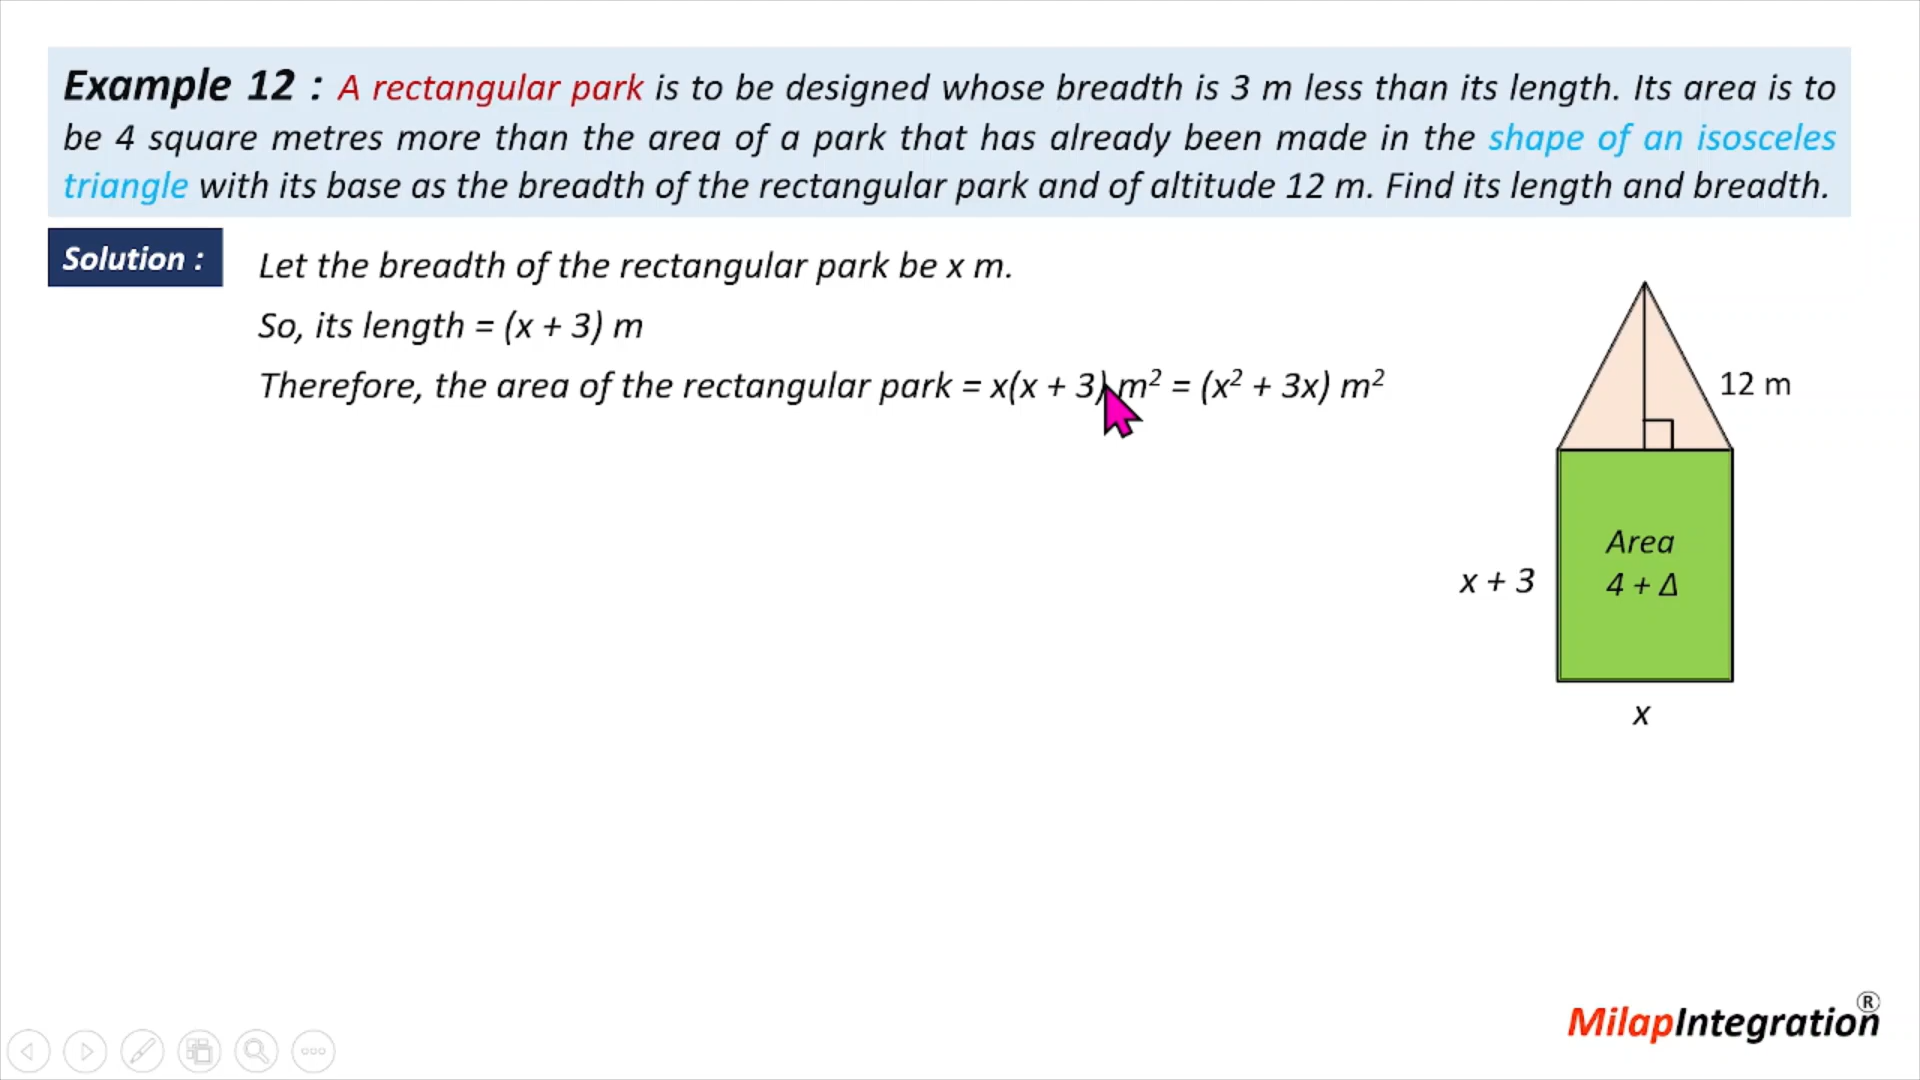 Example 12 : A rectangular park is to be designed whose breadth is 3 m less than its length. Its area is to
be 4 square metres more than the area of a park that has already been made in the shape of an isosceles
triangle with its base as the breadth of the rectangular park and of altitude 12 m. Find its length and breadth.
Solution :
Let the breadth of the rectangular park be x m.
So, its length = (x + 3) m
Therefore, the area of the rectangular park = x(x + 3) m² = (x² + 3x) m²
12 m
Area
4 + Δ
x + 3
x
MilapIntegration®